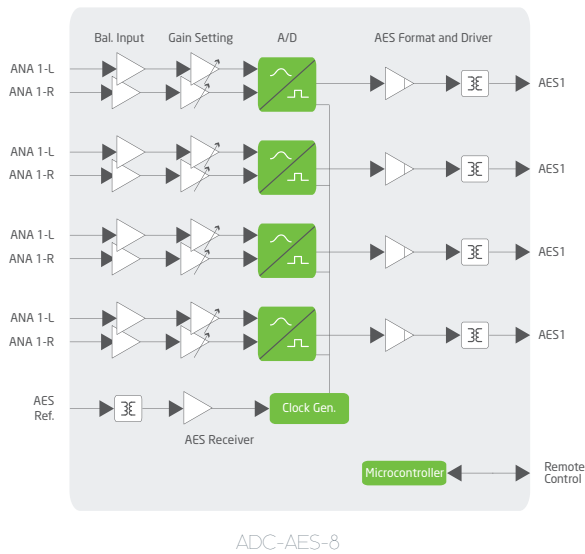 Bal. Input Gain Setting A/D AES Format and Driver
ANA 1-L
ANA 1-R
AES1
ANA 1-L
ANA 1-R
AES1
ANA 1-L
ANA 1-R
AES1
ANA 1-L
ANA 1-R
AES1
AES
Ref.
Clock Gen.
AES Receiver
Microcontroller
Remote
Control
ADC-AES-8